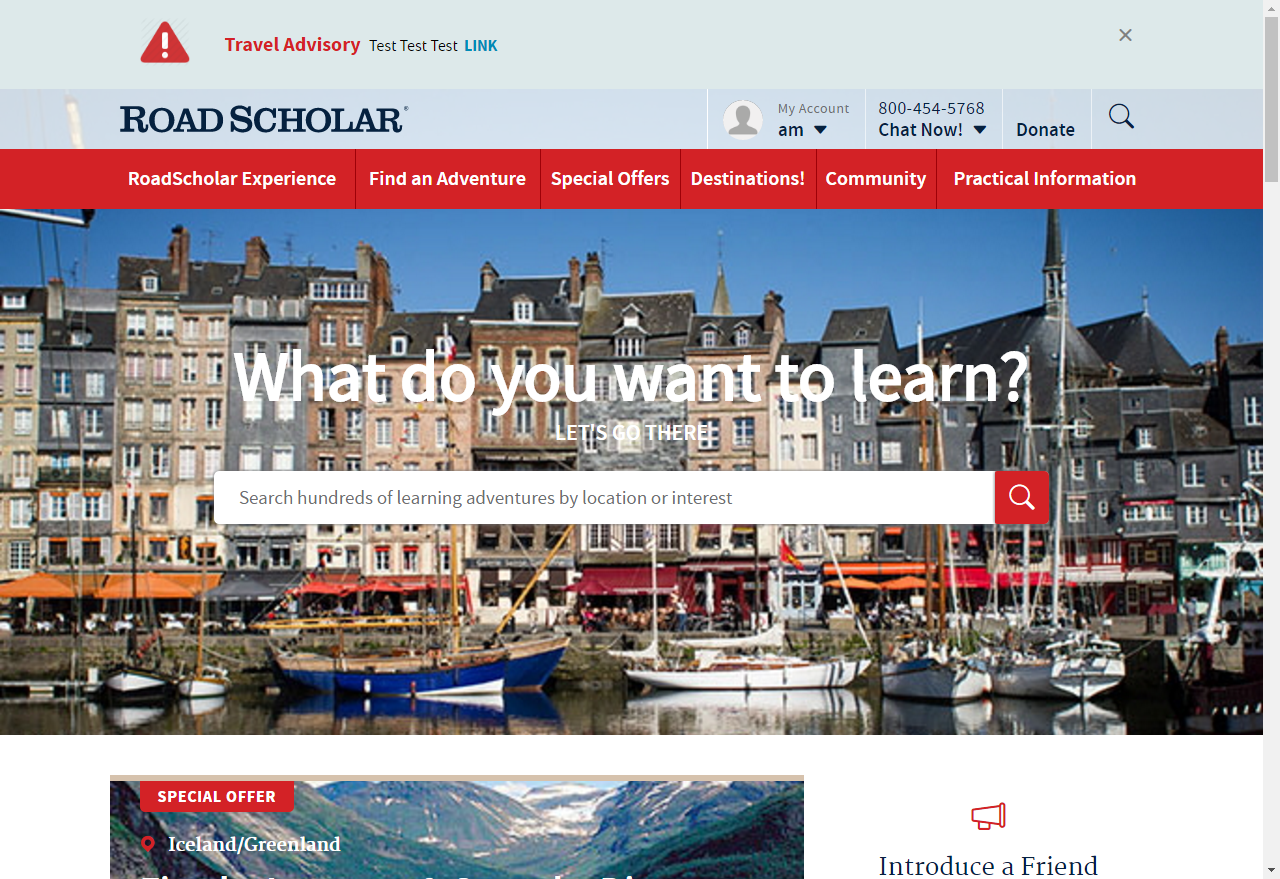 Travel Advisory Test Test Test LINK
ROAD SCHOLAR®
My Account
am
800-454-5768
Chat Now!
Donate
RoadScholar Experience
Find an Adventure
Special Offers
Destinations!
Community
Practical Information
What do you want to learn?
LET'S GO THERE.
Search hundreds of learning adventures by location or interest
SPECIAL OFFER
Iceland/Greenland
Introduce a Friend